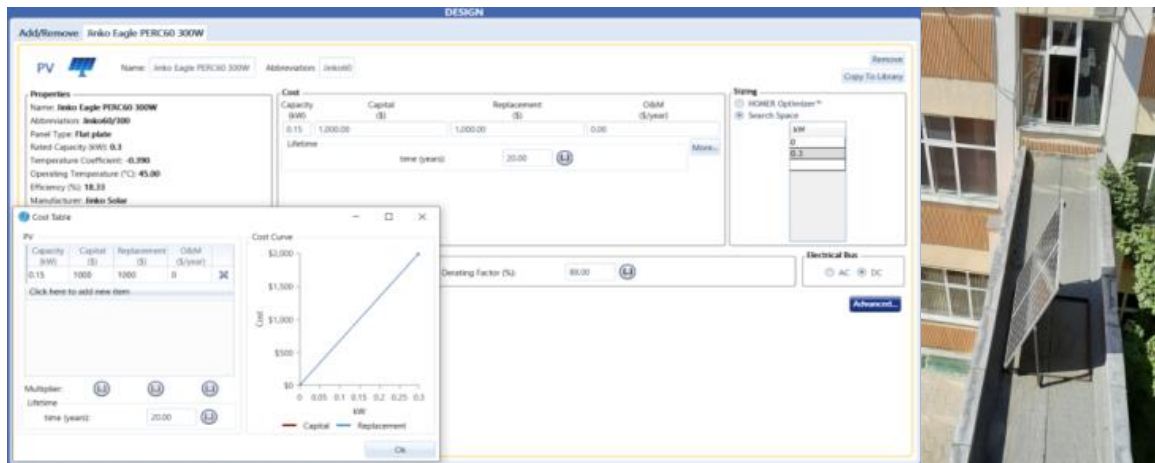 DESIGN
Add/Remove Jinko Eagle PERC60 300W
PV Name: Jinko Eagle PERC60 300W Abbreviation: Jinko60 Remove
Copy To Library
Properties
Name: Jinko Eagle PERC60 300W
Abbreviation: Jinko60/300
Panel Type: Flat plate
Rated Capacity (kW): 0.3
Temperature Coefficient: -0.390
Operating Temperature (°C): 45.00
Efficiency (%): 18.33
Manufacturer: Jinko Solar
Cost
Capacity (kW) Capital ($) Replacement ($) O&M ($/year)
0.15 1,000.00 1,000.00 0.00
Lifetime
time (years): 20.00
More...
Sizing
HOMER Optimizer™
Search Space
kW
0
0.3
Derating Factor (%): 88.00
Electrical Bus
AC DC
Advanced...
Cost Table
PV
Capacity (kW) Capital ($) Replacement ($) O&M ($/year)
0.15 1000 1000 0
Click here to add new item
Multiplier:
Lifetime
time (years): 20.00
Cost Curve
$2,000
$1,500
$1,000
$500
$0
Cost
0 0.05 0.1 0.15 0.2 0.25 0.3
kW
Capital Replacement
Ok